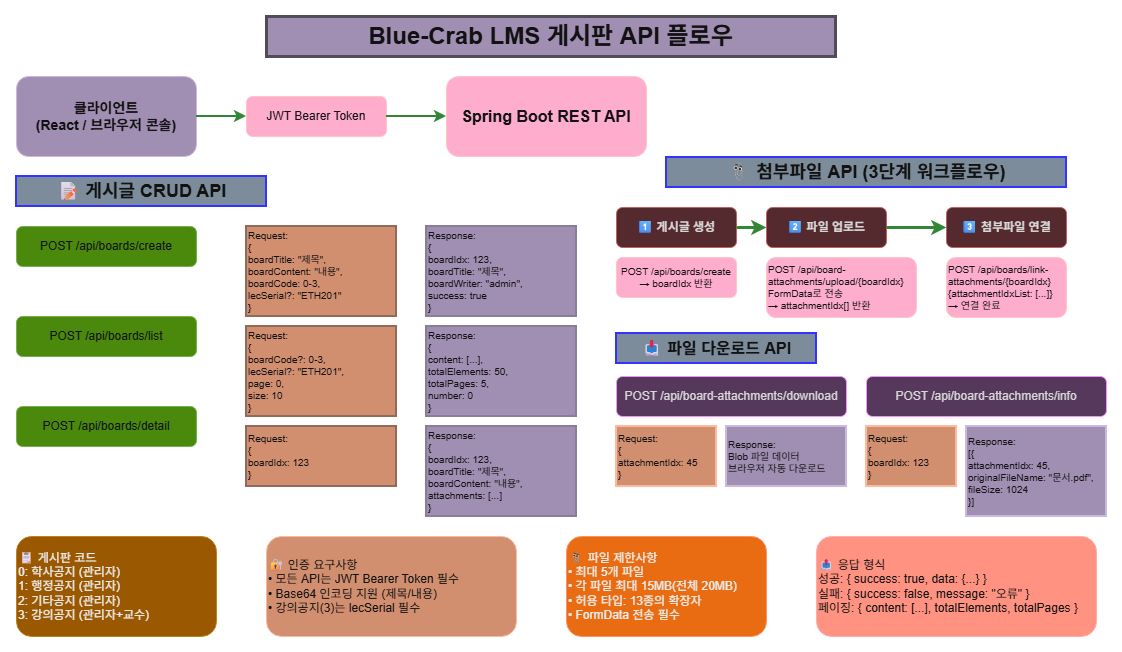 Blue-Crab LMS 게시판 API 플로우
클라이언트
(React / 브라우저 콘솔)
JWT Bearer Token
Spring Boot REST API
📝 게시글 CRUD API
POST /api/boards/create
Request:
{
boardTitle: "제목",
boardContent: "내용",
boardCode: 0-3,
lecSerial?: "ETH201"
}
Response:
{
boardIdx: 123,
boardTitle: "제목",
boardWriter: "admin",
success: true
}
POST /api/boards/list
Request:
{
boardCode?: 0-3,
lecSerial?: "ETH201",
page: 0,
size: 10
}
Response:
{
content: [...],
totalElements: 50,
totalPages: 5,
number: 0
}
POST /api/boards/detail
Request:
{
boardIdx: 123
}
Response:
{
boardIdx: 123,
boardTitle: "제목",
boardContent: "내용",
attachments: [...]
}
첨부파일 API (3단계 워크플로우)
1️⃣ 게시글 생성
2️⃣ 파일 업로드
3️⃣ 첨부파일 연결
POST /api/boards/create
→ boardIdx 반환
POST /api/board-
attachments/upload/{boardIdx}
FormData로 전송
→ attachmentIdx[] 반환
POST /api/boards/link-
attachments/{boardIdx}
{attachmentIdxList: [...]}
→ 연결 완료
📥 파일 다운로드 API
POST /api/board-attachments/download
Request:
{
attachmentIdx: 45
}
Response:
Blob 파일 데이터
브라우저 자동 다운로드
POST /api/board-attachments/info
Request:
{
boardIdx: 123
}
Response:
[{
attachmentIdx: 45,
originalFileName: "문서.pdf",
fileSize: 1024
}]
게시판 코드
0: 학사공지 (관리자)
1: 행정공지 (관리자)
2: 기타공지 (관리자)
3: 강의공지 (관리자+교수)
🔐 인증 요구사항
• 모든 API는 JWT Bearer Token 필수
• Base64 인코딩 지원 (제목/내용)
• 강의공지(3)는 lecSerial 필수
파일 제한사항
• 최대 5개 파일
• 각 파일 최대 15MB(전체 20MB)
• 허용 타입: 13종의 확장자
• FormData 전송 필수
📥 응답 형식
성공: { success: true, data: {...} }
실패: { success: false, message: "오류" }
페이징: { content: [...], totalElements, totalPages }